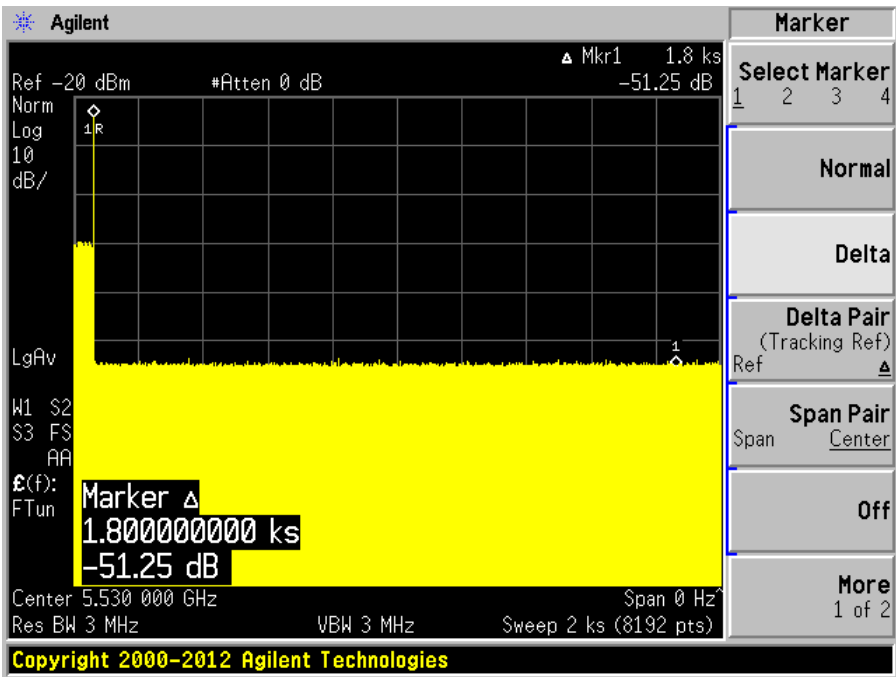 Agilent
Marker
▵ Mkr1 1.8 ks
Ref −20 dBm #Atten 0 dB −51.25 dB
Norm
Log
10
dB/
1R
1
LgAv
W1 S2
S3 FS
AA
£(f):
FTun
Marker ▵
1.800000000 ks
−51.25 dB
Center 5.530 000 GHz Span 0 Hz^
Res BW 3 MHz VBW 3 MHz Sweep 2 ks (8192 pts)
Copyright 2000–2012 Agilent Technologies
Select Marker
1 2 3 4
Normal
Delta
Delta Pair
(Tracking Ref)
Ref ▵
Span Pair
Span Center
Off
More
1 of 2